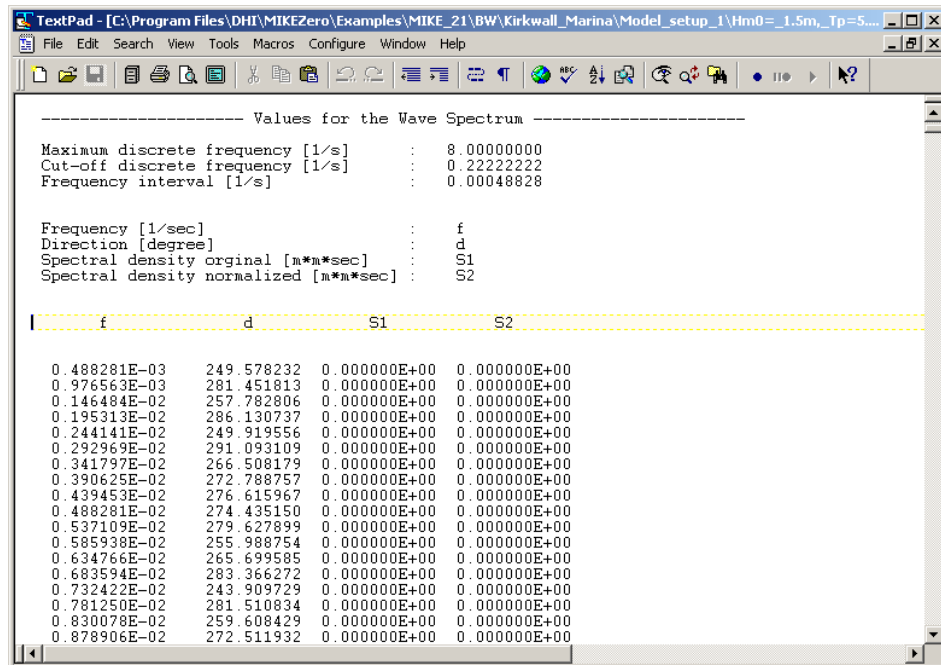 TextPad - [C:\Program Files\DHI\MIKEZero\Examples\MIKE_21\BW\Kirkwall_Marina\Model_setup_1\Hm0=_1.5m,_Tp=5....
File Edit Search View Tools Macros Configure Window Help
--------------------- Values for the Wave Spectrum ----------------------
Maximum discrete frequency [1/s] : 8.00000000
Cut-off discrete frequency [1/s] : 0.22222222
Frequency interval [1/s] : 0.00048828
Frequency [1/sec] : f
Direction [degree] : d
Spectral density orginal [m*m*sec] : S1
Spectral density normalized [m*m*sec] : S2
f d S1 S2
0.488281E-03 249.578232 0.000000E+00 0.000000E+00
0.976563E-03 281.451813 0.000000E+00 0.000000E+00
0.146484E-02 257.782806 0.000000E+00 0.000000E+00
0.195313E-02 286.130737 0.000000E+00 0.000000E+00
0.244141E-02 249.919556 0.000000E+00 0.000000E+00
0.292969E-02 291.093109 0.000000E+00 0.000000E+00
0.341797E-02 266.508179 0.000000E+00 0.000000E+00
0.390625E-02 272.788757 0.000000E+00 0.000000E+00
0.439453E-02 276.615967 0.000000E+00 0.000000E+00
0.488281E-02 274.435150 0.000000E+00 0.000000E+00
0.537109E-02 279.627899 0.000000E+00 0.000000E+00
0.585938E-02 255.988754 0.000000E+00 0.000000E+00
0.634766E-02 265.699585 0.000000E+00 0.000000E+00
0.683594E-02 283.366272 0.000000E+00 0.000000E+00
0.732422E-02 243.909729 0.000000E+00 0.000000E+00
0.781250E-02 281.510834 0.000000E+00 0.000000E+00
0.830078E-02 259.608429 0.000000E+00 0.000000E+00
0.878906E-02 272.511932 0.000000E+00 0.000000E+00